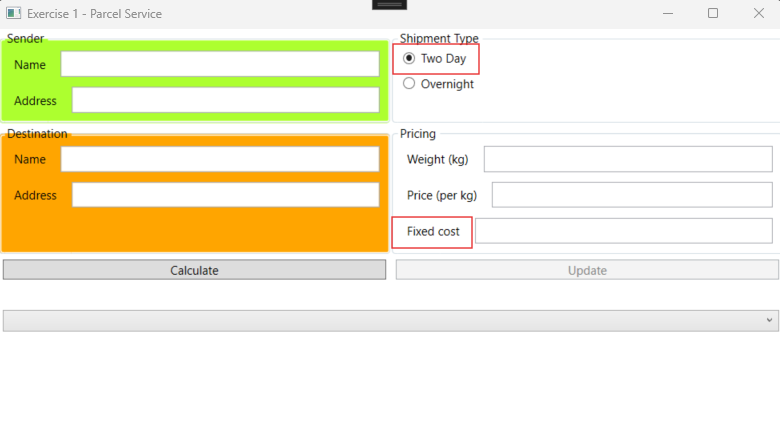 Exercise 1 - Parcel Service
Sender
Name
Address
Shipment Type
Two Day
Overnight
Destination
Name
Address
Pricing
Weight (kg)
Price (per kg)
Fixed cost
Calculate
Update